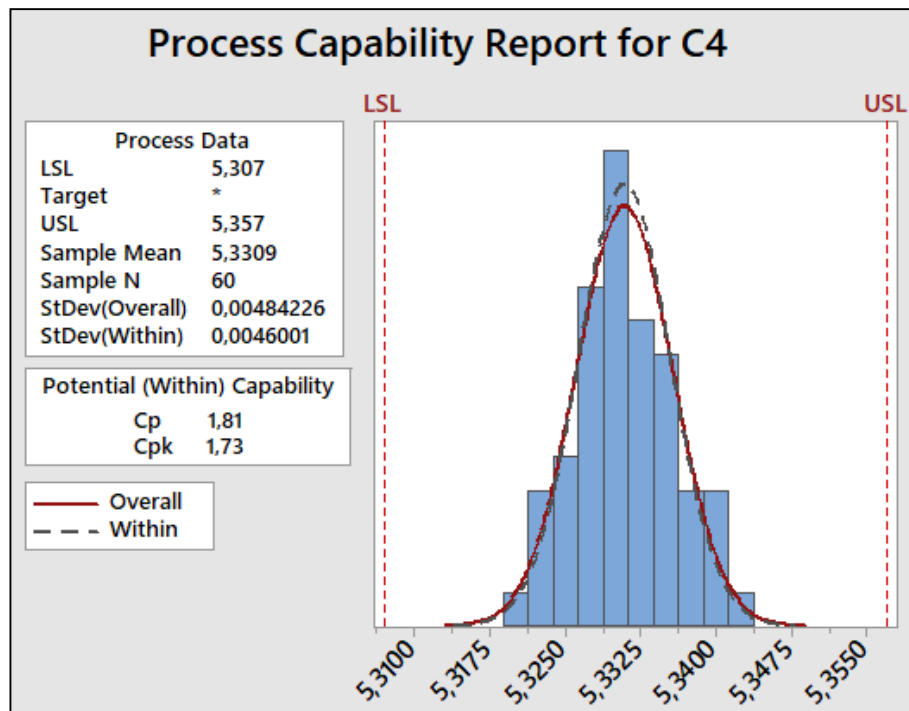 Process Capability Report for C4
LSL
USL
Process Data
LSL 5,307
Target *
USL 5,357
Sample Mean 5,3309
Sample N 60
StDev(Overall) 0,00484226
StDev(Within) 0,0046001
Potential (Within) Capability
Cp 1,81
Cpk 1,73
Overall
Within
5,3100 5,3175 5,3250 5,3325 5,3400 5,3475 5,3550